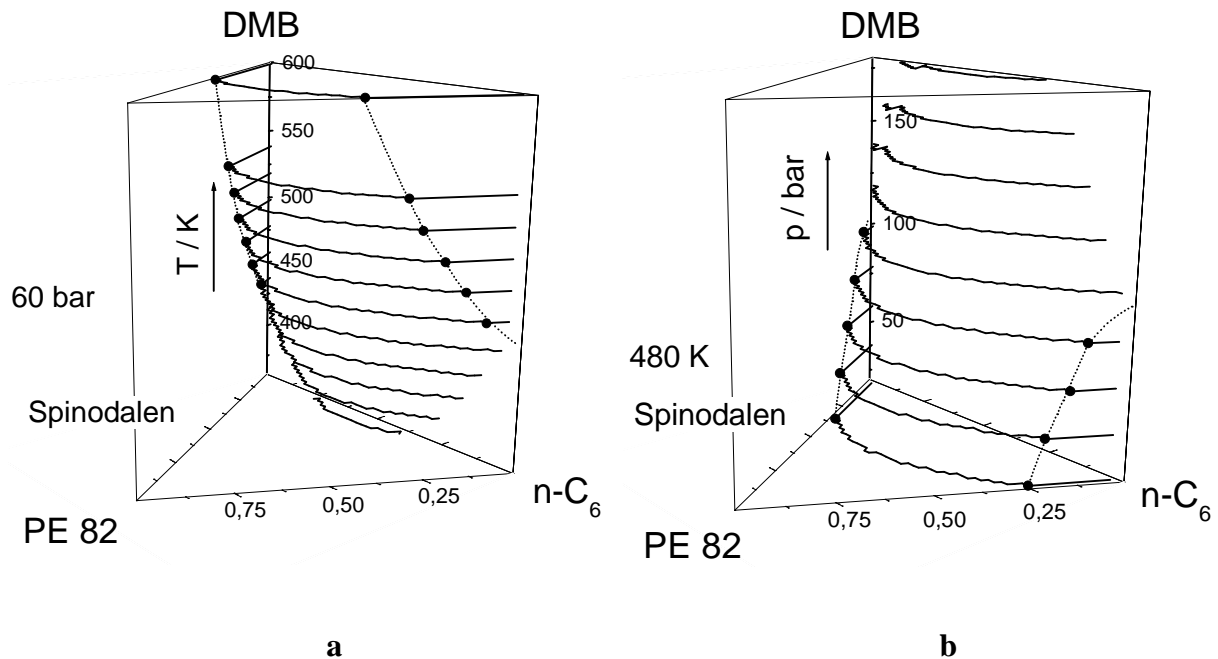 DMB
600
550
500
450
400
T / K
60 bar
Spinodalen
0,75
0,50
0,25
n-C6
PE 82
a
DMB
150
100
50
p / bar
480 K
Spinodalen
0,75
0,50
0,25
n-C6
PE 82
b